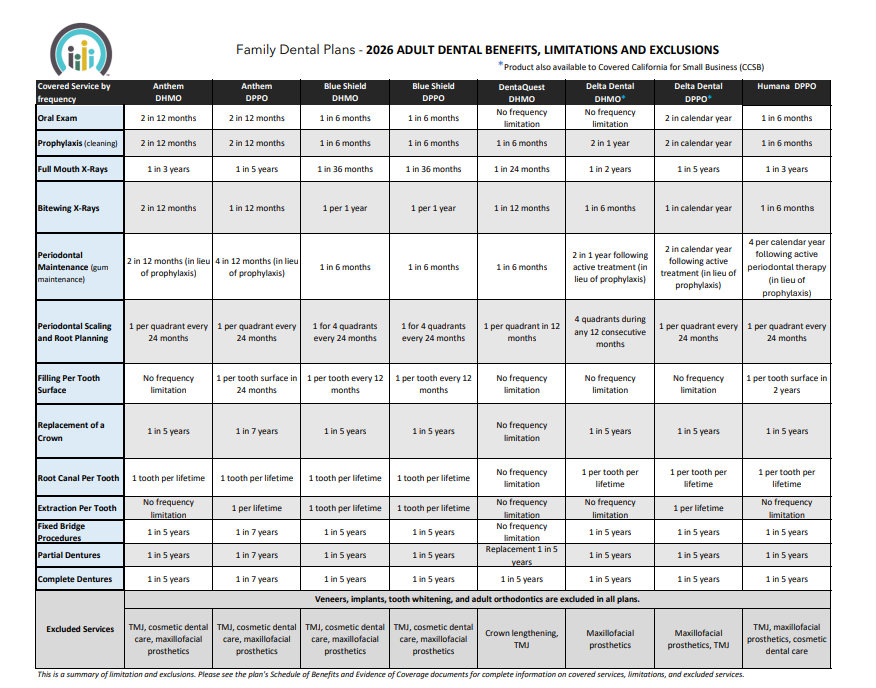 Family Dental Plans - 2026 ADULT DENTAL BENEFITS, LIMITATIONS AND EXCLUSIONS
*Product also available to Covered California for Small Business (CCSB)
Covered Service by frequency | Anthem DHMO | Anthem DPPO | Blue Shield DHMO | Blue Shield DPPO | DentaQuest DHMO | Delta Dental DHMO* | Delta Dental DPPO* | Humana DPPO
Oral Exam | 2 in 12 months | 2 in 12 months | 1 in 6 months | 1 in 6 months | No frequency limitation | No frequency limitation | 2 in calendar year | 1 in 6 months
Prophylaxis (cleaning) | 2 in 12 months | 2 in 12 months | 1 in 6 months | 1 in 6 months | 1 in 6 months | 2 in 1 year | 2 in calendar year | 1 in 6 months
Full Mouth X-Rays | 1 in 3 years | 1 in 5 years | 1 in 36 months | 1 in 36 months | 1 in 24 months | 1 in 2 years | 1 in 5 years | 1 in 3 years
Bitewing X-Rays | 2 in 12 months | 1 in 12 months | 1 per 1 year | 1 per 1 year | 1 in 12 months | 1 in 6 months | 1 in calendar year | 1 in 6 months
Periodontal Maintenance (gum maintenance) | 2 in 12 months (in lieu of prophylaxis) | 4 in 12 months (in lieu of prophylaxis) | 1 in 6 months | 1 in 6 months | 1 in 6 months | 2 in 1 year following active treatment (in lieu of prophylaxis) | 2 in calendar year following active treatment (in lieu of prophylaxis) | 4 per calendar year following active periodontal therapy (in lieu of prophylaxis)
Periodontal Scaling and Root Planning | 1 per quadrant every 24 months | 1 per quadrant every 24 months | 1 for 4 quadrants every 24 months | 1 for 4 quadrants every 24 months | 1 per quadrant in 12 months | 4 quadrants during any 12 consecutive months | 1 per quadrant every 24 months | 1 per quadrant every 24 months
Filling Per Tooth Surface | No frequency limitation | 1 per tooth surface in 24 months | 1 per tooth every 12 months | 1 per tooth every 12 months | No frequency limitation | No frequency limitation | No frequency limitation | 1 per tooth surface in 2 years
Replacement of a Crown | 1 in 5 years | 1 in 7 years | 1 in 5 years | 1 in 5 years | No frequency limitation | 1 in 5 years | 1 in 5 years | 1 in 5 years
Root Canal Per Tooth | 1 tooth per lifetime | 1 tooth per lifetime | 1 tooth per lifetime | 1 tooth per lifetime | No frequency limitation | 1 per tooth per lifetime | 1 per tooth per lifetime | 1 per tooth per lifetime
Extraction Per Tooth | No frequency limitation | 1 per lifetime | 1 tooth per lifetime | 1 tooth per lifetime | No frequency limitation | No frequency limitation | 1 per lifetime | No frequency limitation
Fixed Bridge Procedures | 1 in 5 years | 1 in 7 years | 1 in 5 years | 1 in 5 years | No frequency limitation | 1 in 5 years | 1 in 5 years | 1 in 5 years
Partial Dentures | 1 in 5 years | 1 in 7 years | 1 in 5 years | 1 in 5 years | Replacement 1 in 5 years | 1 in 5 years | 1 in 5 years | 1 in 5 years
Complete Dentures | 1 in 5 years | 1 in 5 years | 1 in 5 years | 1 in 5 years | 1 in 5 years | 1 in 5 years | 1 in 5 years | 1 in 5 years
Veneers, implants, tooth whitening, and adult orthodontics are excluded in all plans.
Excluded Services | TMJ, cosmetic dental care, maxillofacial prosthetics | TMJ, cosmetic dental care, maxillofacial prosthetics | TMJ, cosmetic dental care, maxillofacial prosthetics | TMJ, cosmetic dental care, maxillofacial prosthetics | Crown lengthening, TMJ | Maxillofacial prosthetics | Maxillofacial prosthetics, TMJ | TMJ, maxillofacial prosthetics, cosmetic dental care
This is a summary of limitation and exclusions. Please see the plan's Schedule of Benefits and Evidence of Coverage documents for complete information on covered services, limitations, and excluded services.